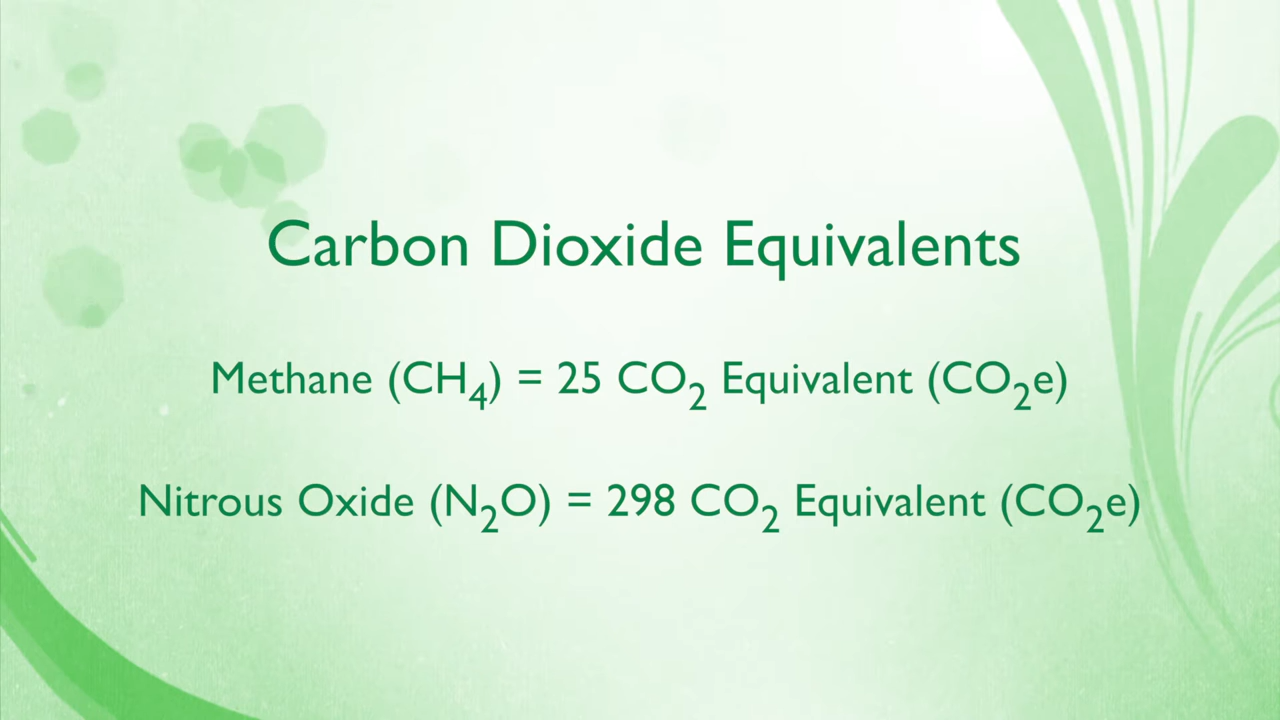 Carbon Dioxide Equivalents
Methane (CH₄) = 25 CO₂ Equivalent (CO₂e)
Nitrous Oxide (N₂O) = 298 CO₂ Equivalent (CO₂e)